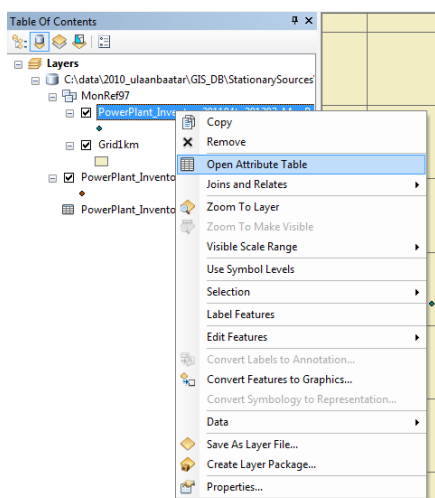 Table Of Contents
Layers
C:\data\2010_ulaanbaatar\GIS_DB\StationarySources
MonRef97
PowerPlant_Inve
Grid1km
PowerPlant_Invento
PowerPlant_Invento
Copy
Remove
Open Attribute Table
Joins and Relates
Zoom To Layer
Zoom To Make Visible
Visible Scale Range
Use Symbol Levels
Selection
Label Features
Edit Features
Convert Labels to Annotation...
Convert Features to Graphics...
Convert Symbology to Representation...
Data
Save As Layer File...
Create Layer Package...
Properties...